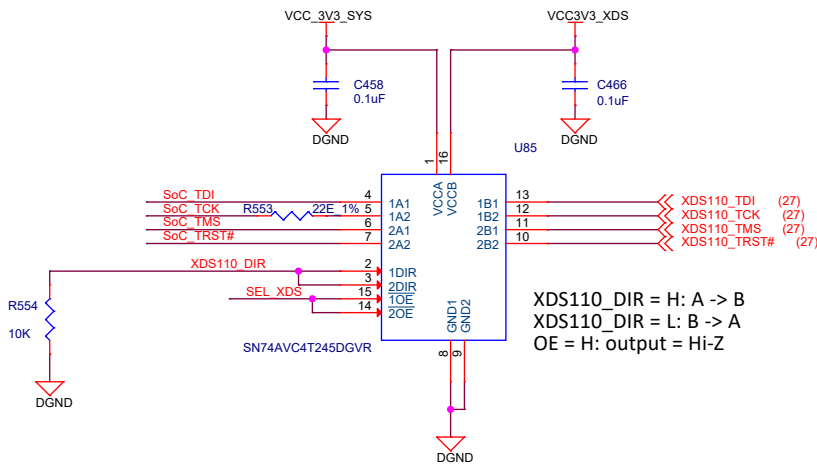 VCC_3V3_SYS
VCC3V3_XDS
C458
0.1uF
C466
0.1uF
DGND
DGND
U85
1
16
VCCA
VCCB
SoC_TDI
4
1A1
1B1
13
XDS110_TDI (27)
SoC_TCK
R553
22E_1%
5
1A2
1B2
12
XDS110_TCK (27)
SoC_TMS
6
2A1
2B1
11
XDS110_TMS (27)
SoC_TRST#
7
2A2
2B2
10
XDS110_TRST# (27)
XDS110_DIR
2
1DIR
3
2DIR
SEL_XDS
15
1OE
14
2OE
GND1
GND2
R554
10K
DGND
SN74AVC4T245DGVR
8
9
DGND
XDS110_DIR = H: A -> B
XDS110_DIR = L: B -> A
OE = H: output = Hi-Z